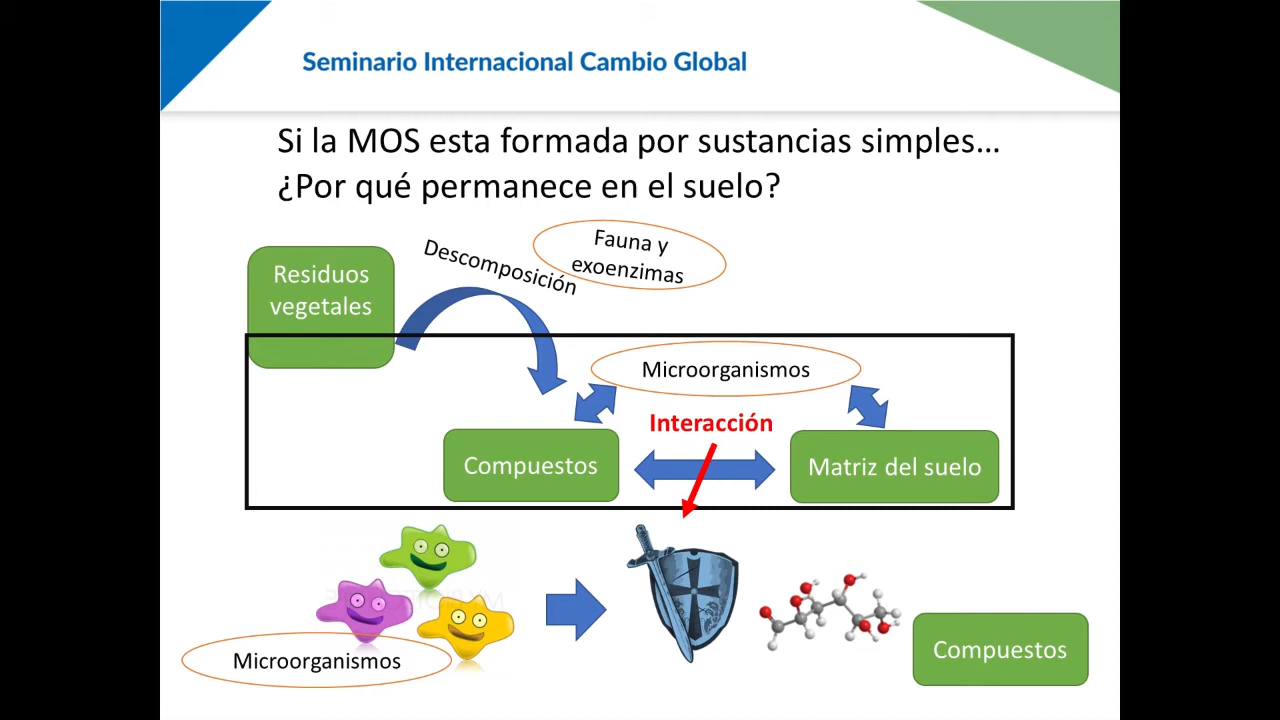 Seminario Internacional Cambio Global
Si la MOS esta formada por sustancias simples...
¿Por qué permanece en el suelo?
Descomposición
Fauna y
exoenzimas
Residuos
vegetales
Microorganismos
Interacción
Compuestos
Matriz del suelo
Microorganismos
Compuestos